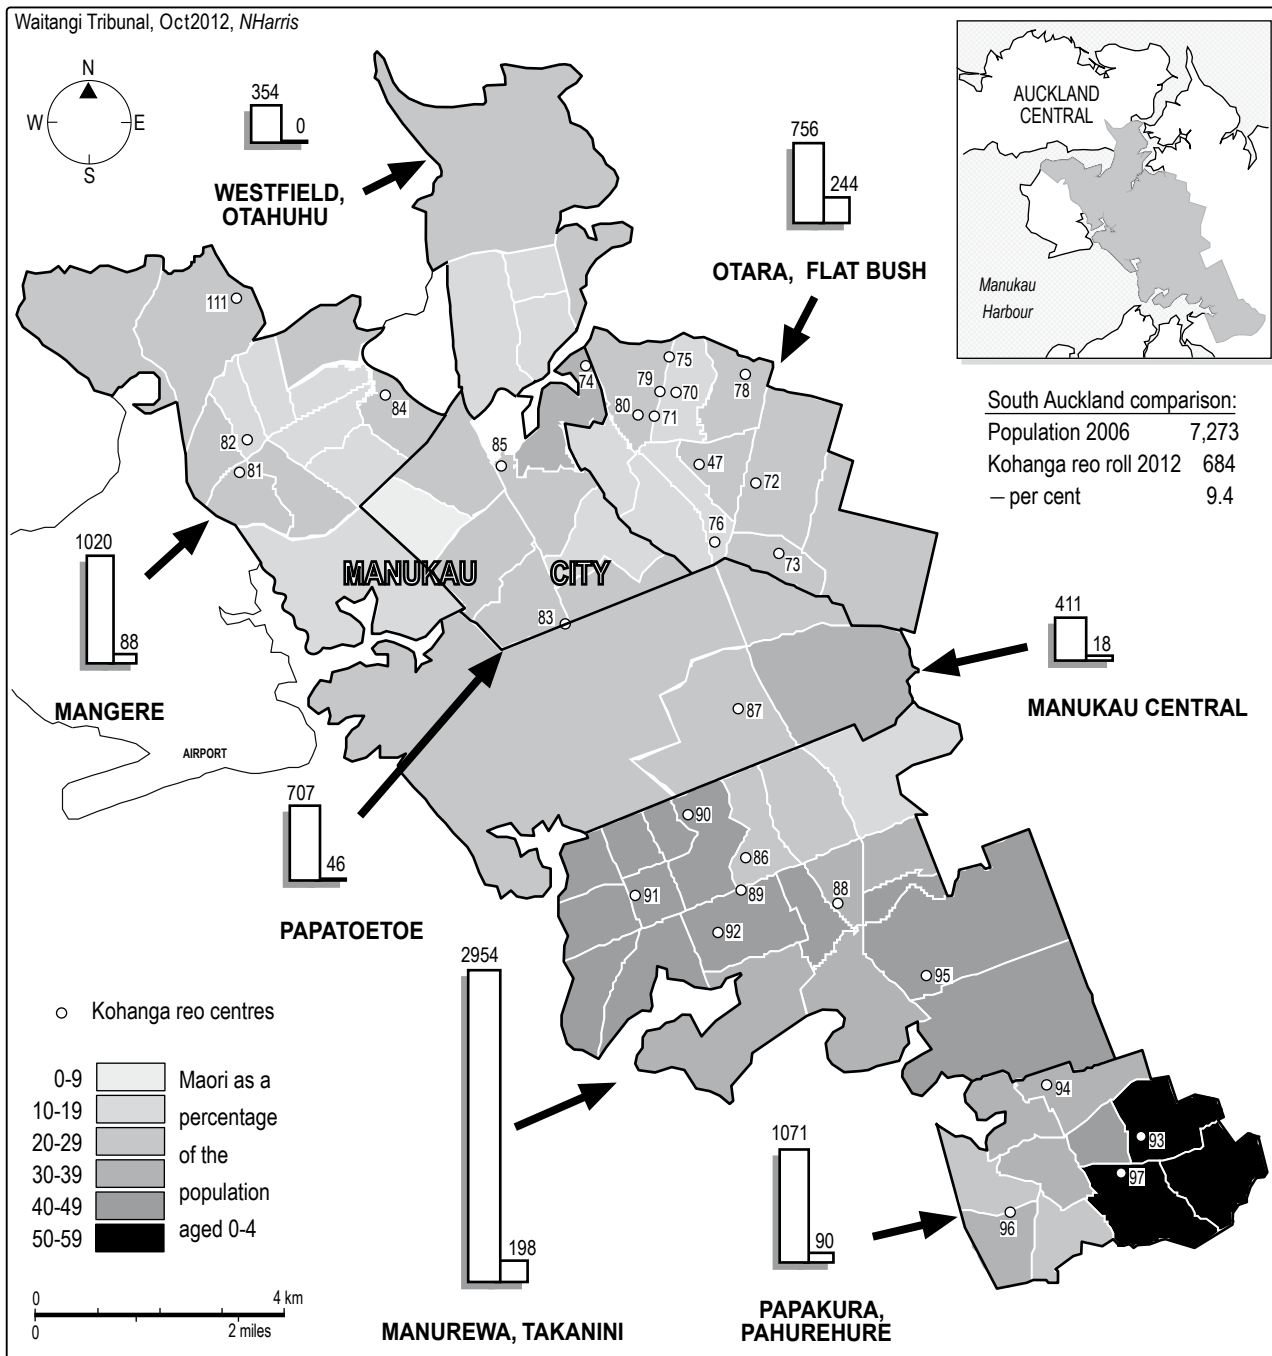 Waitangi Tribunal, Oct2012, NHarris
N
W
E
S
354
0
WESTFIELD,
OTAHUHU
756
244
OTARA, FLAT BUSH
AUCKLAND
CENTRAL
Manukau
Harbour
South Auckland comparison:
Population 2006 7,273
Kohanga reo roll 2012 684
– per cent 9.4
111
84
82
81
85
74
75
79
70
78
80
71
47
72
76
73
MANUKAU CITY
83
1020
88
MANGERE
411
18
MANUKAU CENTRAL
87
AIRPORT
707
46
PAPATOETOE
90
86
91
89
88
92
95
2954
198
MANUREWA, TAKANINI
94
93
97
96
1071
90
PAPAKURA,
PAHUREHURE
Kohanga reo centres
0-9
10-19
20-29
30-39
40-49
50-59
Maori as a
percentage
of the
population
aged 0-4
0 4 km
0 2 miles